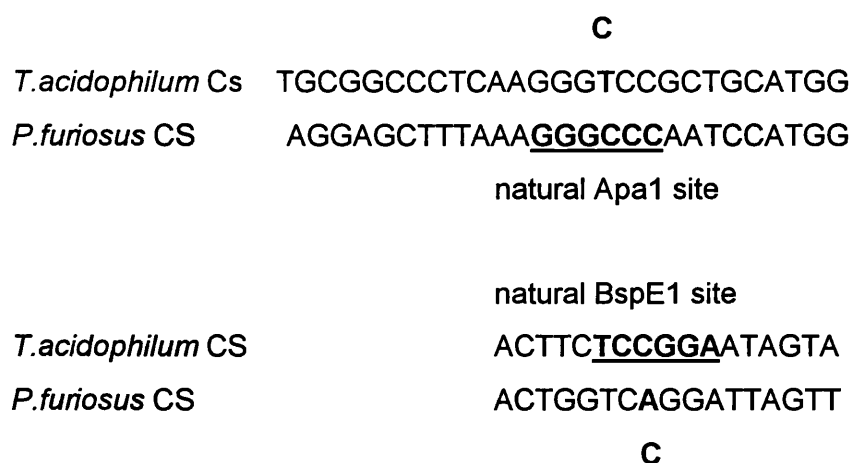 C
T.acidophilum Cs TGCGGCCCTCAAGGGTCCGCTGCATGG
P.furiosus CS AGGAGCTTTAAAGGGCCCAATCCATGG
natural Apa1 site
natural BspE1 site
T.acidophilum CS ACTTCTCCGGAATAGTA
P.furiosus CS ACTGGTCAGGATTAGTT
C